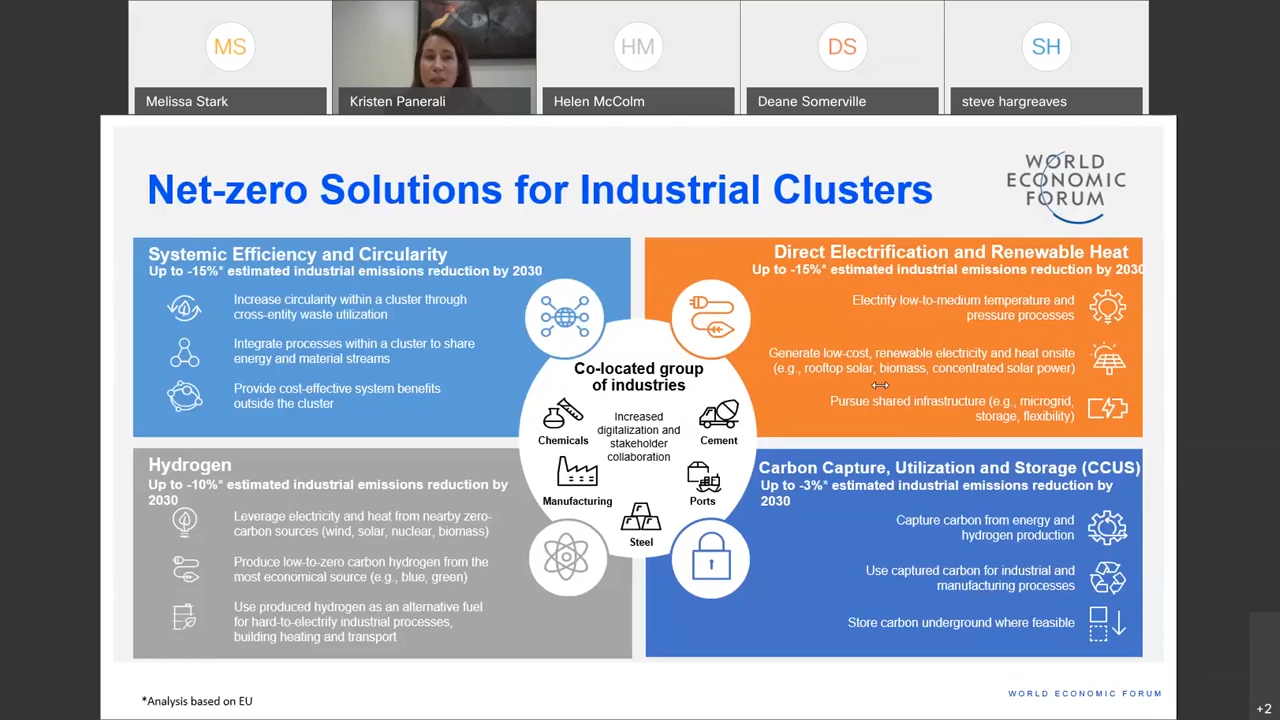 MS
HM
DS
SH
Melissa Stark
Kristen Panerali
Helen McColm
Deane Somerville
steve hargreaves
Net-zero Solutions for Industrial Clusters
WORLD
ECONOMIC
FORUM
Systemic Efficiency and Circularity
Up to -15%* estimated industrial emissions reduction by 2030
Increase circularity within a cluster through
cross-entity waste utilization
Integrate processes within a cluster to share
energy and material streams
Provide cost-effective system benefits
outside the cluster
Direct Electrification and Renewable Heat
Up to -15%* estimated industrial emissions reduction by 2030
Electrify low-to-medium temperature and
pressure processes
Generate low-cost, renewable electricity and heat onsite
(e.g., rooftop solar, biomass, concentrated solar power)
Pursue shared infrastructure (e.g., microgrid,
storage, flexibility)
Co-located group
of industries
Increased
digitalization and
stakeholder
collaboration
Chemicals
Cement
Manufacturing
Ports
Steel
Hydrogen
Up to -10%* estimated industrial emissions reduction by
2030
Leverage electricity and heat from nearby zero-
carbon sources (wind, solar, nuclear, biomass)
Produce low-to-zero carbon hydrogen from the
most economical source (e.g., blue, green)
Use produced hydrogen as an alternative fuel
for hard-to-electrify industrial processes,
building heating and transport
Carbon Capture, Utilization and Storage (CCUS)
Up to -3%* estimated industrial emissions reduction by
2030
Capture carbon from energy and
hydrogen production
Use captured carbon for industrial and
manufacturing processes
Store carbon underground where feasible
*Analysis based on EU
WORLD ECONOMIC FORUM
+2